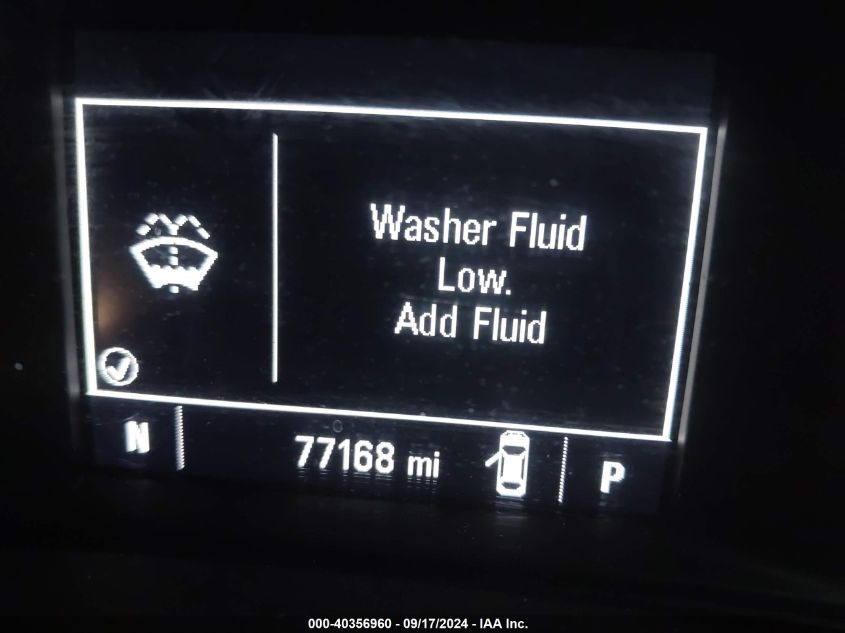 Washer Fluid
Low.
Add Fluid
N 77168 mi P
000-40356960 - 09/17/2024 - IAA Inc.